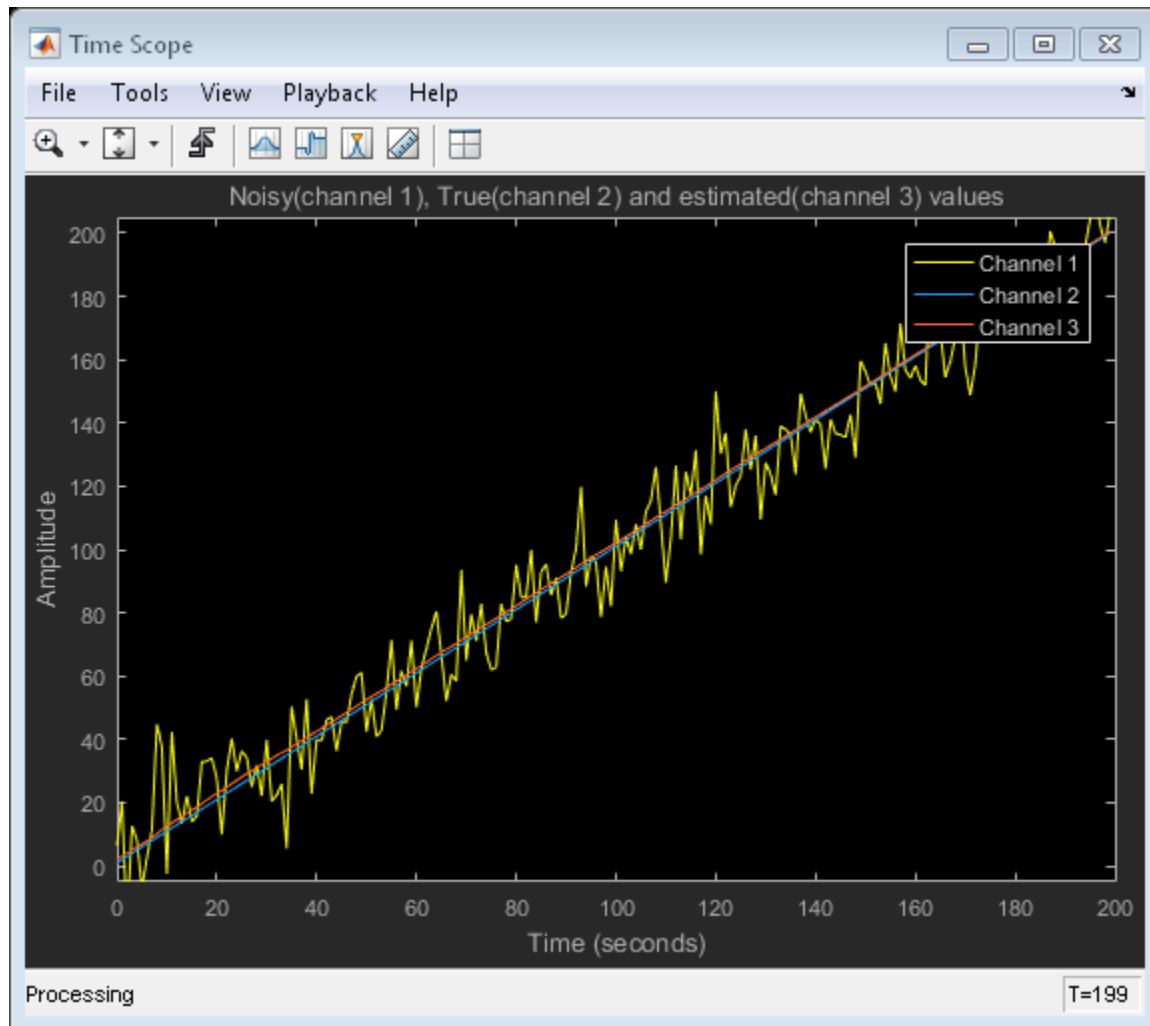 Time Scope
File Tools View Playback Help
Noisy(channel 1), True(channel 2) and estimated(channel 3) values
Channel 1
Channel 2
Channel 3
200
180
160
140
120
100
80
60
40
20
0
Amplitude
0 20 40 60 80 100 120 140 160 180 200
Time (seconds)
Processing T=199